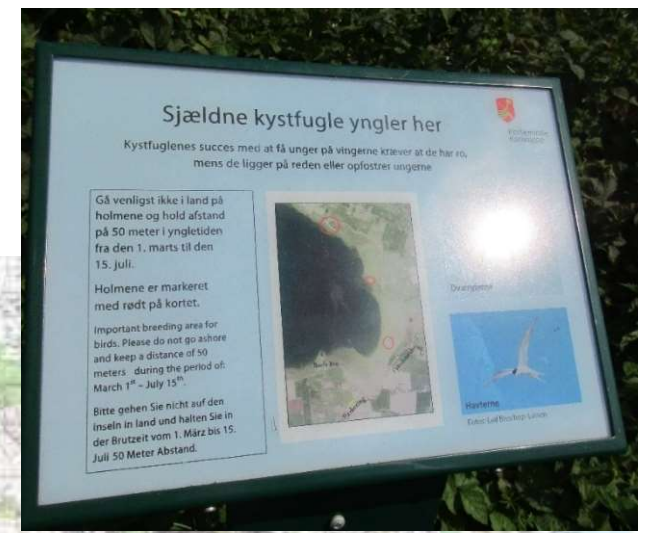 Sjældne kystfugle yngler her
Kystfuglenes succes med at få unger på vingerne kræver at de har ro,
mens de ligger på reden eller opfostrer ungerne
Gå venligst ikke i land på
holmene og hold afstand
på 50 meter i yngletiden
fra den 1. marts til den
15. juli.
Holmene er markeret
med rødt på kortet.
Important breeding area for
birds. Please do not go ashore
and keep a distance of 50
meters during the period of:
March 1st – July 15th.
Bitte gehen Sie nicht auf den
inseln in land und halten Sie in
der Brutzeit vom 1. März bis 15.
Juli 50 Meter Abstand.
Dværgterne
Havterne